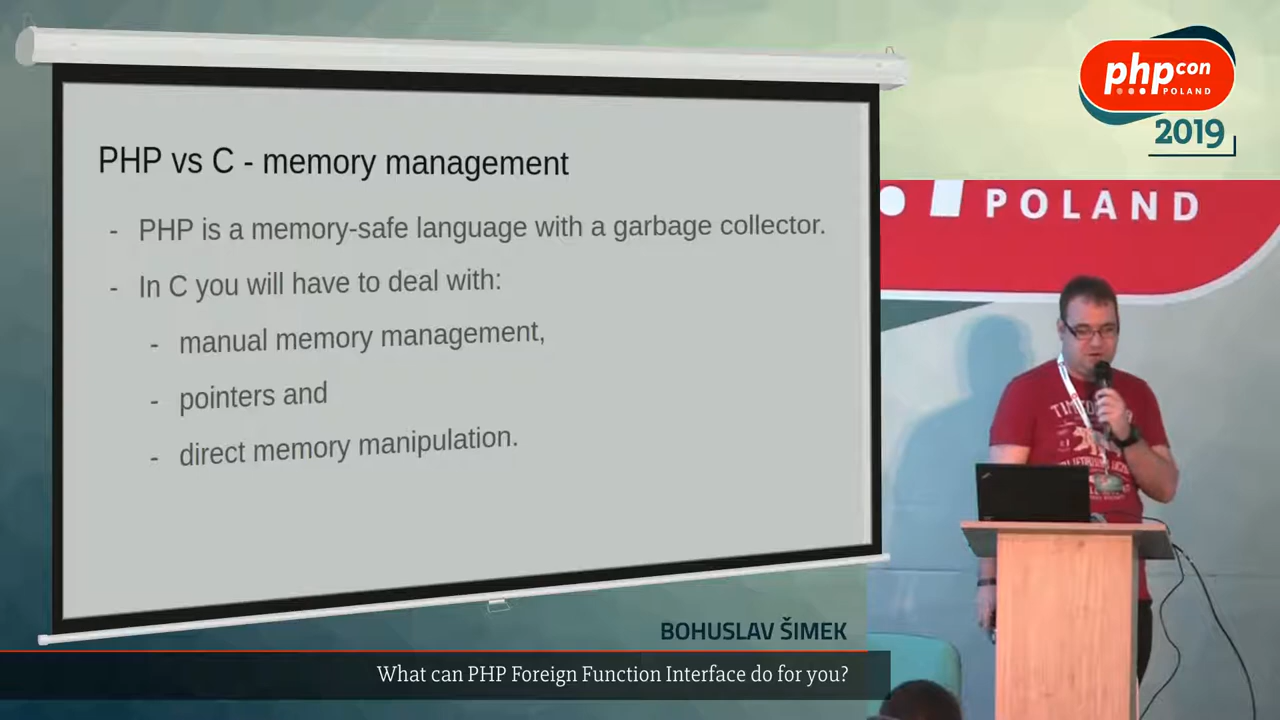 phpcon
POLAND
2019
POLAND
PHP vs C - memory management
- PHP is a memory-safe language with a garbage collector.
- In C you will have to deal with:
- manual memory management,
- pointers and
- direct memory manipulation.
BOHUSLAV ŠIMEK
What can PHP Foreign Function Interface do for you?